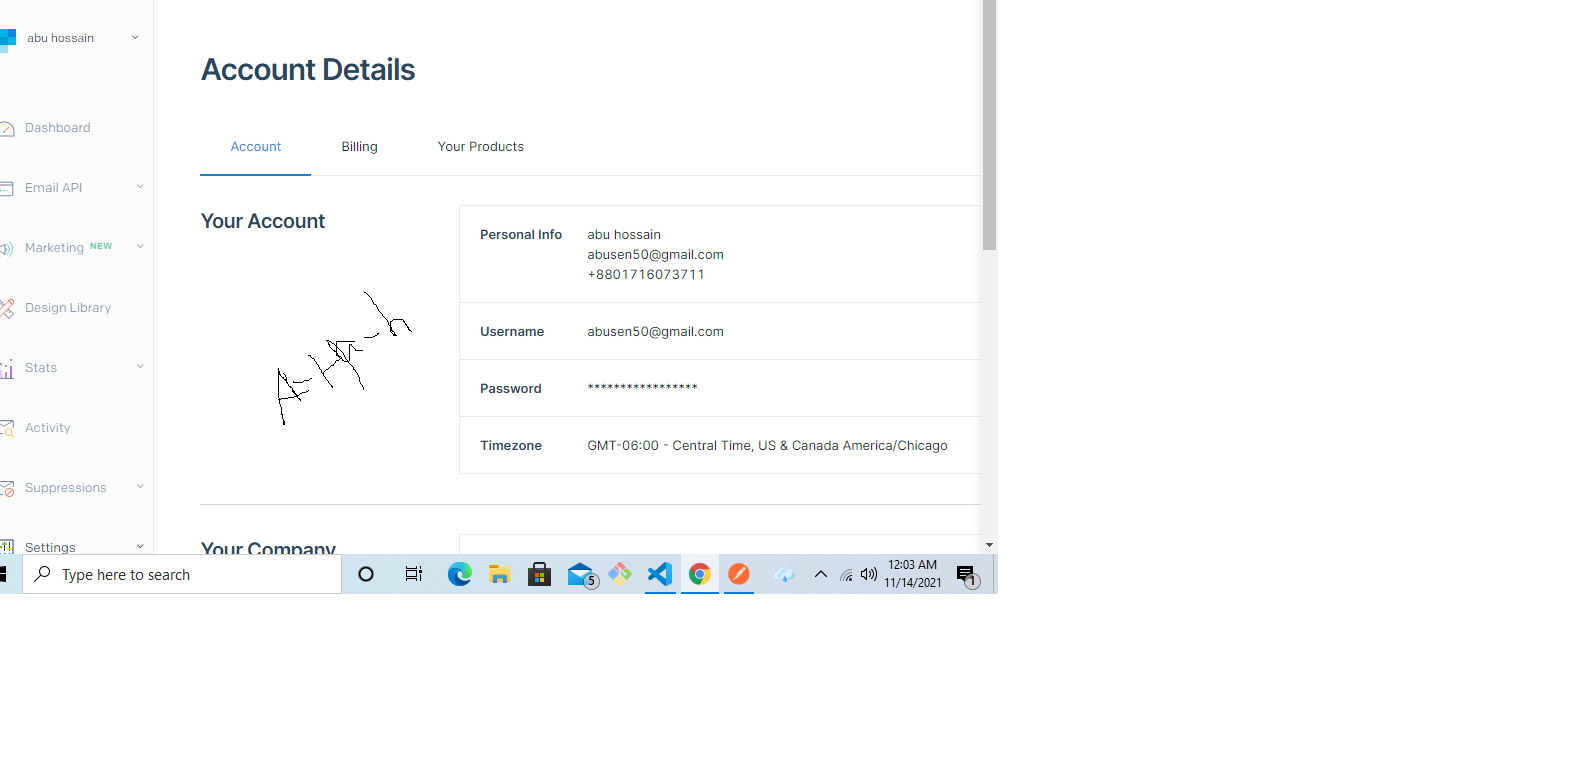 abu hossain
Dashboard
Email API
Marketing NEW
Design Library
Stats
Activity
Suppressions
Settings
Account Details
Account Billing Your Products
Your Account
Personal Info abu hossain
abusen50@gmail.com
+8801716073711
Username abusen50@gmail.com
Password *****************
Timezone GMT-06:00 - Central Time, US & Canada America/Chicago
Your Company
Type here to search
5
12:03 AM
11/14/2021
1